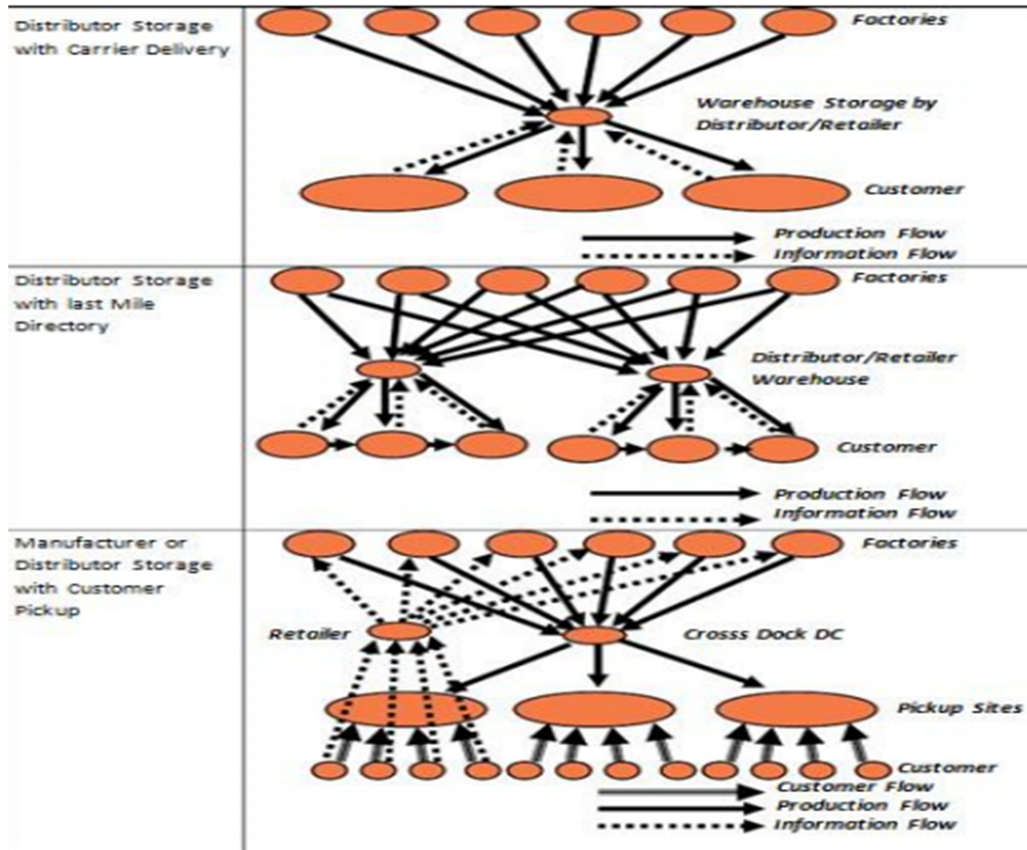 Distributor Storage
with Carrier Delivery
Factories
Warehouse Storage by
Distributor/Retailer
Customer
Production Flow
Information Flow
Distributor Storage
with last Mile
Directory
Factories
Distributor/Retailer
Warehouse
Customer
Production Flow
Information Flow
Manufacturer or
Distributor Storage
with Customer
Pickup
Factories
Retailer
Crosss Dock DC
Pickup Sites
Customer
Customer Flow
Production Flow
Information Flow